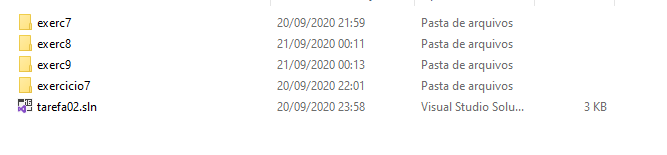 exerc7 20/09/2020 21:59 Pasta de arquivos
exerc8 21/09/2020 00:11 Pasta de arquivos
exerc9 21/09/2020 00:13 Pasta de arquivos
exercicio7 20/09/2020 22:01 Pasta de arquivos
tarefa02.sln 20/09/2020 23:58 Visual Studio Solu... 3 KB